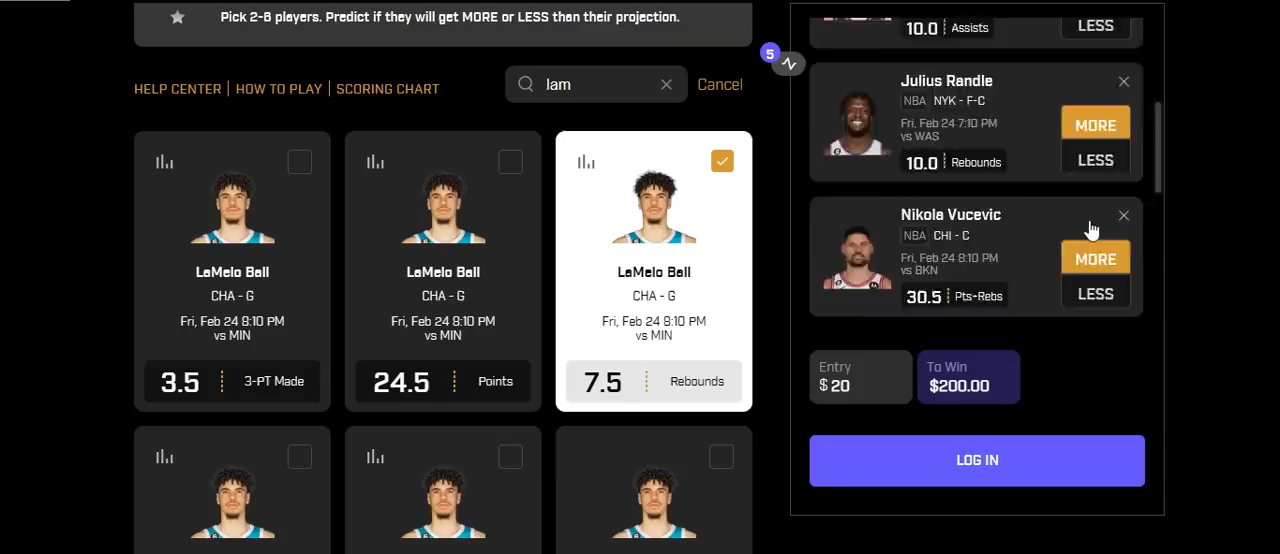 Pick 2-6 players. Predict if they will get MORE or LESS than their projection.
HELP CENTER | HOW TO PLAY | SCORING CHART
lam
Cancel
LaMelo Ball
CHA - G
Fri, Feb 24 8:10 PM
vs MIN
3.5 3-PT Made
LaMelo Ball
CHA - G
Fri, Feb 24 8:10 PM
vs MIN
24.5 Points
LaMelo Ball
CHA - G
Fri, Feb 24 8:10 PM
vs MIN
7.5 Rebounds
5
10.0 Assists
LESS
Julius Randle
NBA NYK - F-C
Fri, Feb 24 7:10 PM
vs WAS
10.0 Rebounds
MORE
LESS
Nikola Vucevic
NBA CHI - C
Fri, Feb 24 8:10 PM
vs BKN
30.5 Pts+Rebs
MORE
LESS
Entry
$ 20
To Win
$200.00
LOG IN